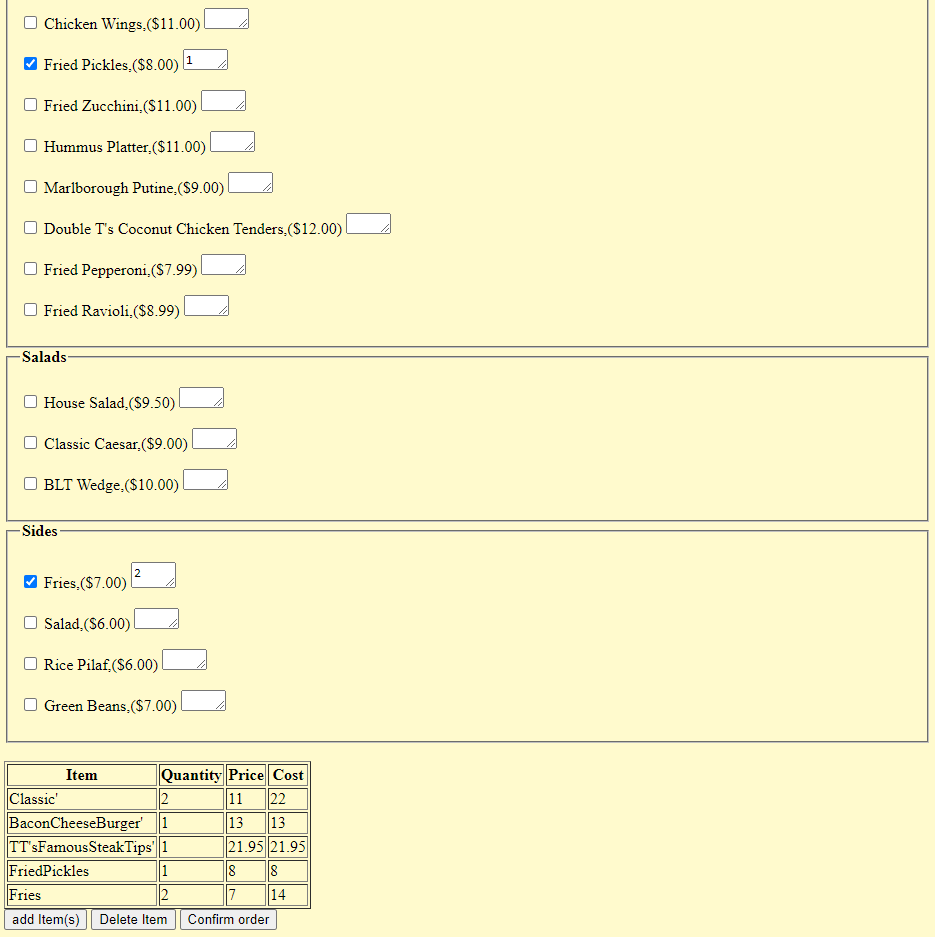 Chicken Wings,($11.00)
Fried Pickles,($8.00) 1
Fried Zucchini,($11.00)
Hummus Platter,($11.00)
Marlborough Putine,($9.00)
Double T's Coconut Chicken Tenders,($12.00)
Fried Pepperoni,($7.99)
Fried Ravioli,($8.99)
Salads
House Salad,($9.50)
Classic Caesar,($9.00)
BLT Wedge,($10.00)
Sides
Fries,($7.00) 2
Salad,($6.00)
Rice Pilaf,($6.00)
Green Beans,($7.00)
Item Quantity Price Cost
Classic' 2 11 22
BaconCheeseBurger' 1 13 13
TT'sFamousSteakTips' 1 21.95 21.95
FriedPickles 1 8 8
Fries 2 7 14
add Item(s) Delete Item Confirm order